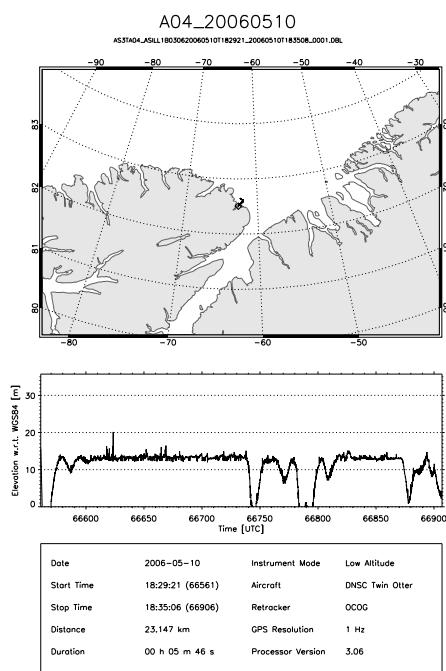 A04_20060510
AS3TA04_ASILL1B030620060510T182921_20060510T183508_0001.DBL
-90 -80 -70 -60 -50 -40 -30
83
82
81
80
-80 -70 -60 -50
Elevation w.r.t. WGS84 [m]
30
20
10
0
66600 66650 66700 66750 66800 66850 66900
Time [UTC]
Date 2006-05-10 Instrument Mode Low Altitude
Start Time 18:29:21 (66561) Aircraft DNSC Twin Otter
Stop Time 18:35:06 (66906) Retracker OCOG
Distance 23.147 km GPS Resolution 1 Hz
Duration 00 h 05 m 46 s Processor Version 3.06